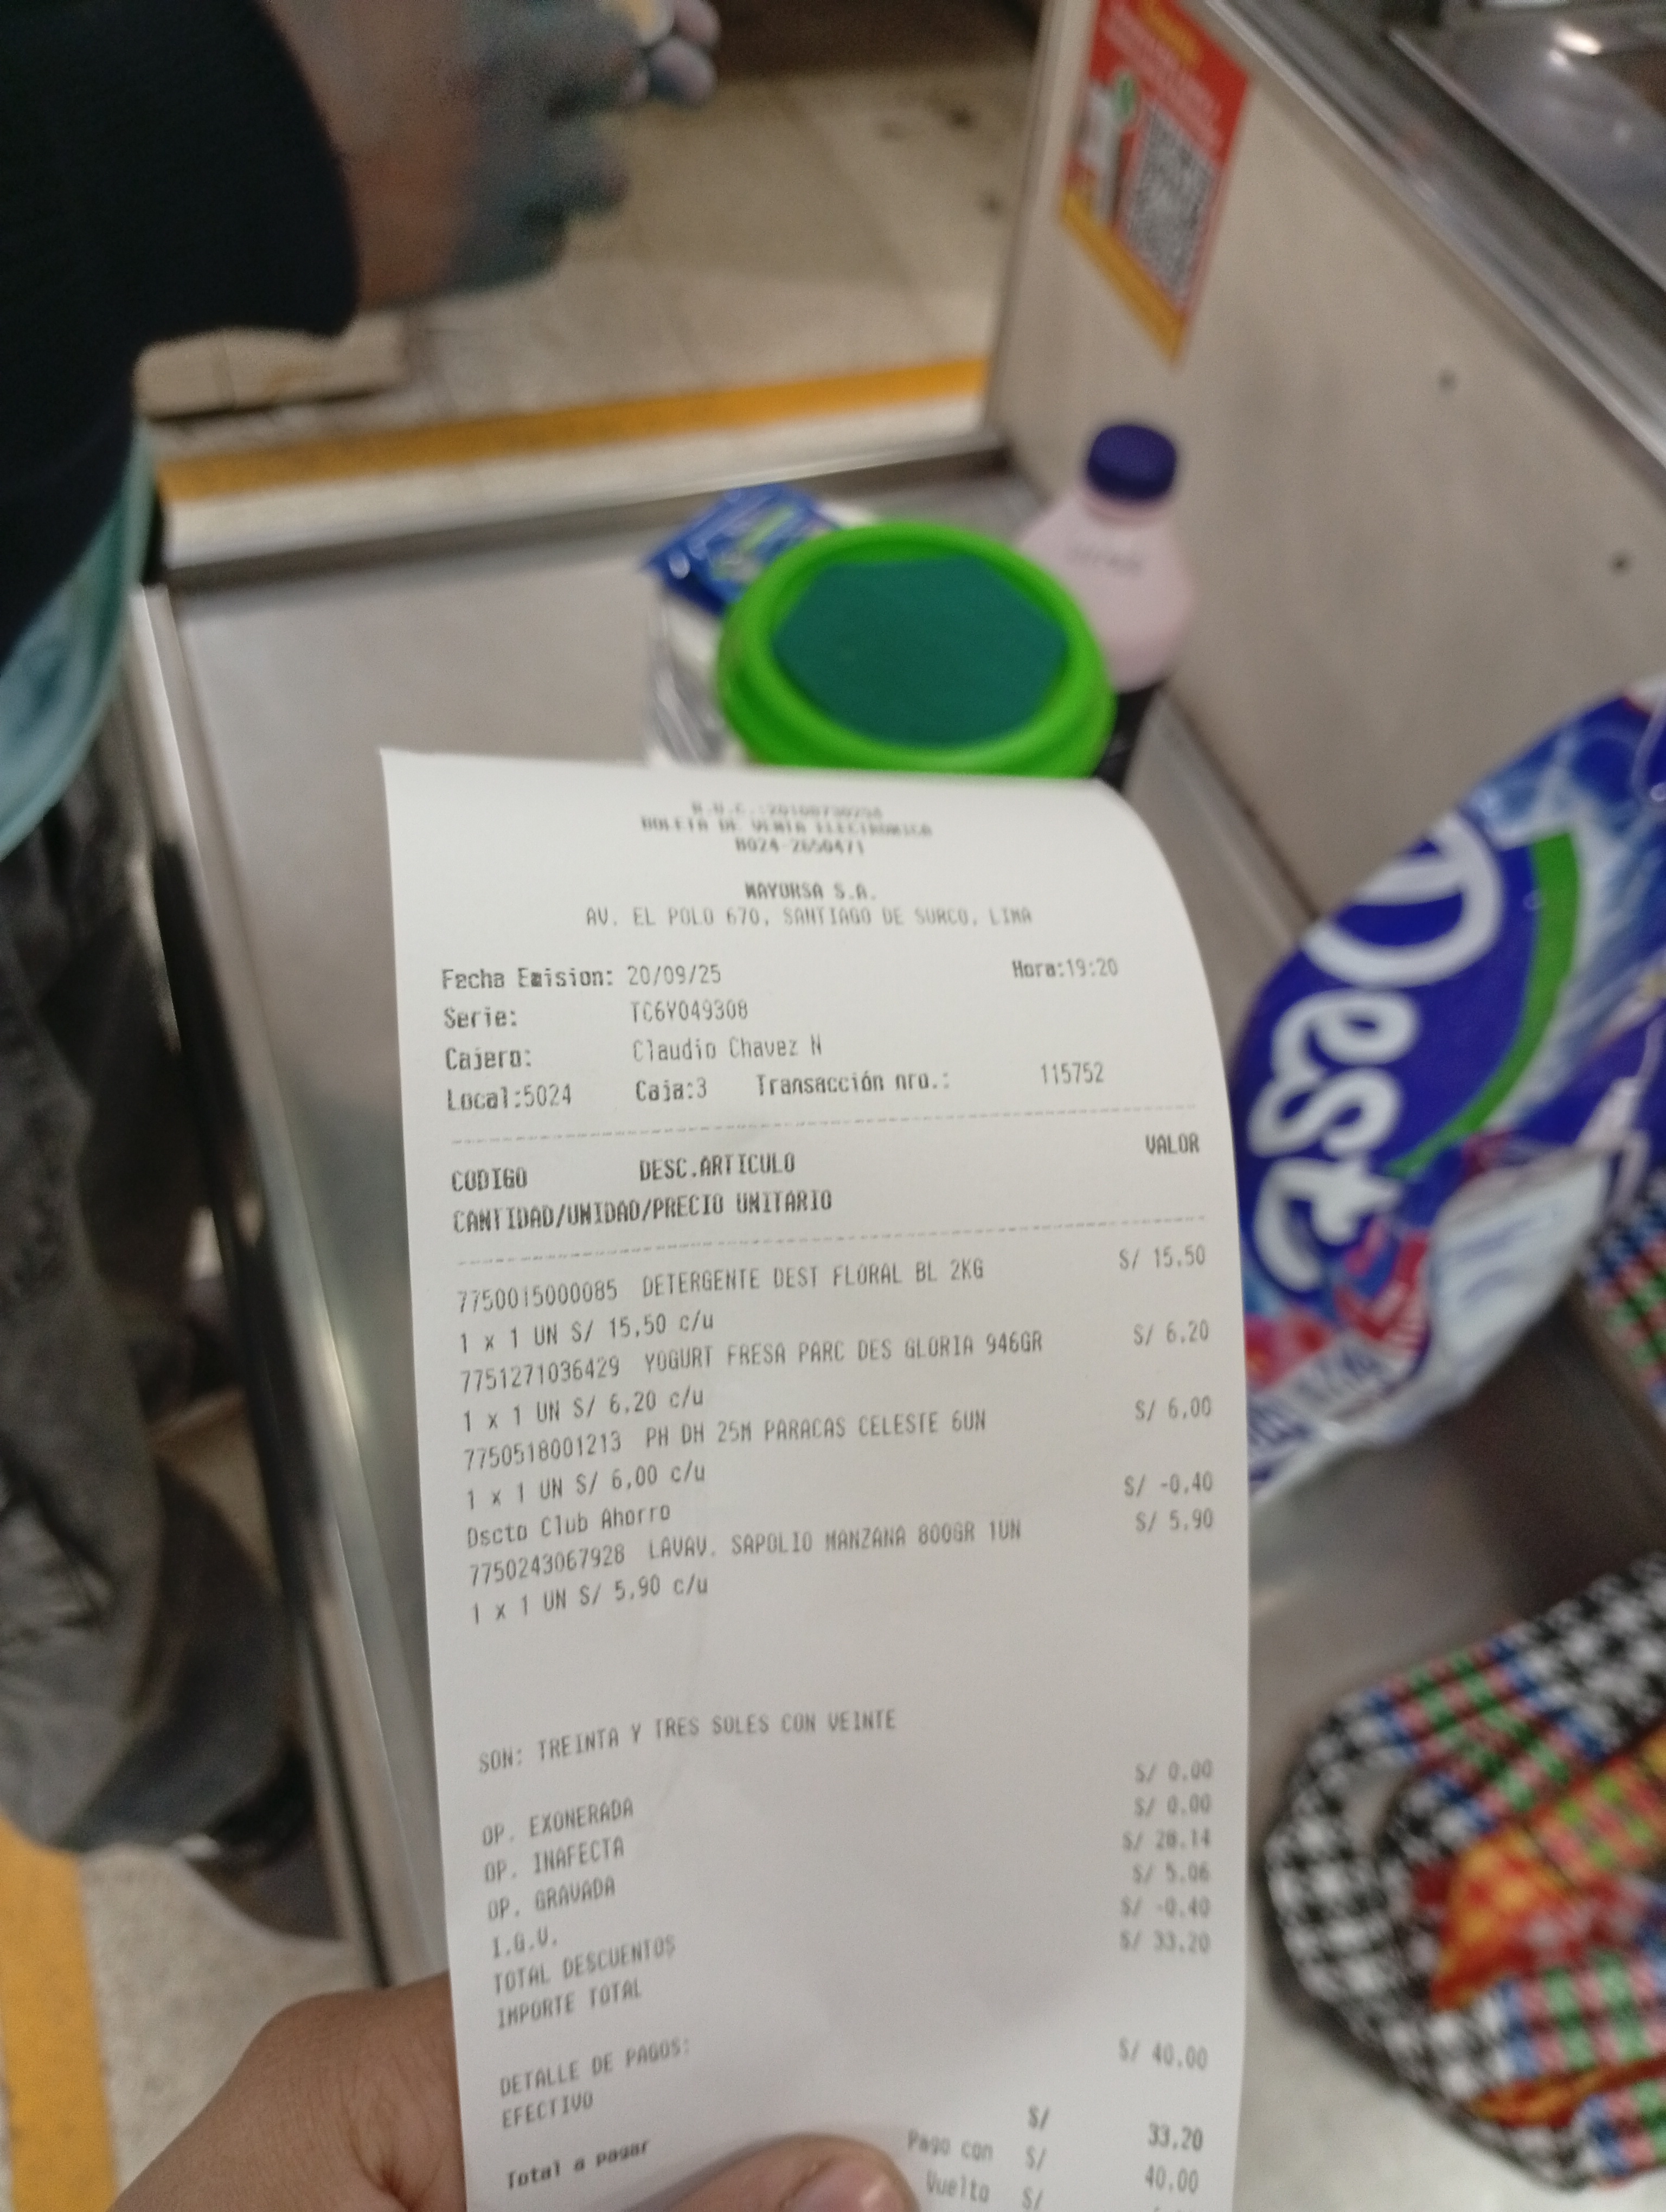 R.U.C.:20100730254
BOLETA DE VENTA ELECTRONICA
B024-2650471
MAYORSA S.A.
AV. EL POLO 670, SANTIAGO DE SURCO, LIMA
Fecha Emision: 20/09/25 Hora:19:20
Serie: TC6Y049308
Cajero: Claudio Chavez N
Local:5024 Caja:3 Transacción nro.: 115752
CODIGO DESC.ARTICULO VALOR
CANTIDAD/UNIDAD/PRECIO UNITARIO
7750015000085 DETERGENTE DEST FLORAL BL 2KG S/ 15,50
1 x 1 UN S/ 15,50 c/u
7751271036429 YOGURT FRESA PARC DES GLORIA 946GR S/ 6,20
1 x 1 UN S/ 6,20 c/u
7750518001213 PH DH 25M PARACAS CELESTE 6UN S/ 6,00
1 x 1 UN S/ 6,00 c/u
Dscto Club Ahorro S/ -0,40
7750243067928 LAVAV. SAPOLIO MANZANA 800GR 1UN S/ 5,90
1 x 1 UN S/ 5,90 c/u
SON: TREINTA Y TRES SOLES CON VEINTE
OP. EXONERADA S/ 0,00
OP. INAFECTA S/ 0,00
OP. GRAVADA S/ 28,14
I.G.V. S/ 5,06
TOTAL DESCUENTOS S/ -0,40
IMPORTE TOTAL S/ 33,20
DETALLE DE PAGOS:
EFECTIVO S/ 40,00
Total a pagar S/ 33,20
Pago con S/ 40,00
Vuelto S/
Dest